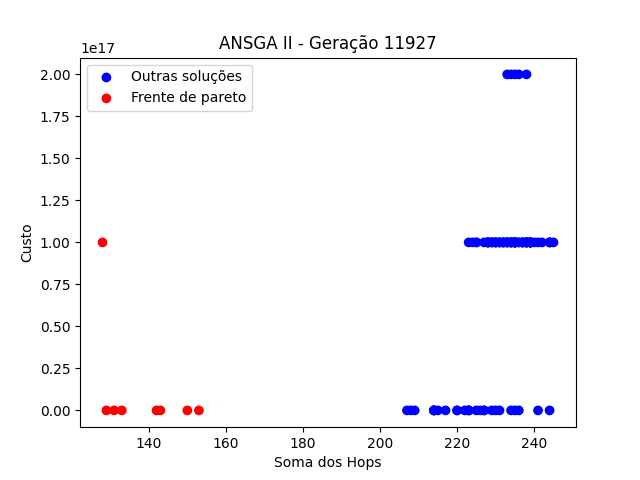 ANSGA II - Geração 11927
1e17
2.00
1.75
1.50
1.25
1.00
0.75
0.50
0.25
0.00
Custo
Outras soluções
Frente de pareto
140 160 180 200 220 240
Soma dos Hops